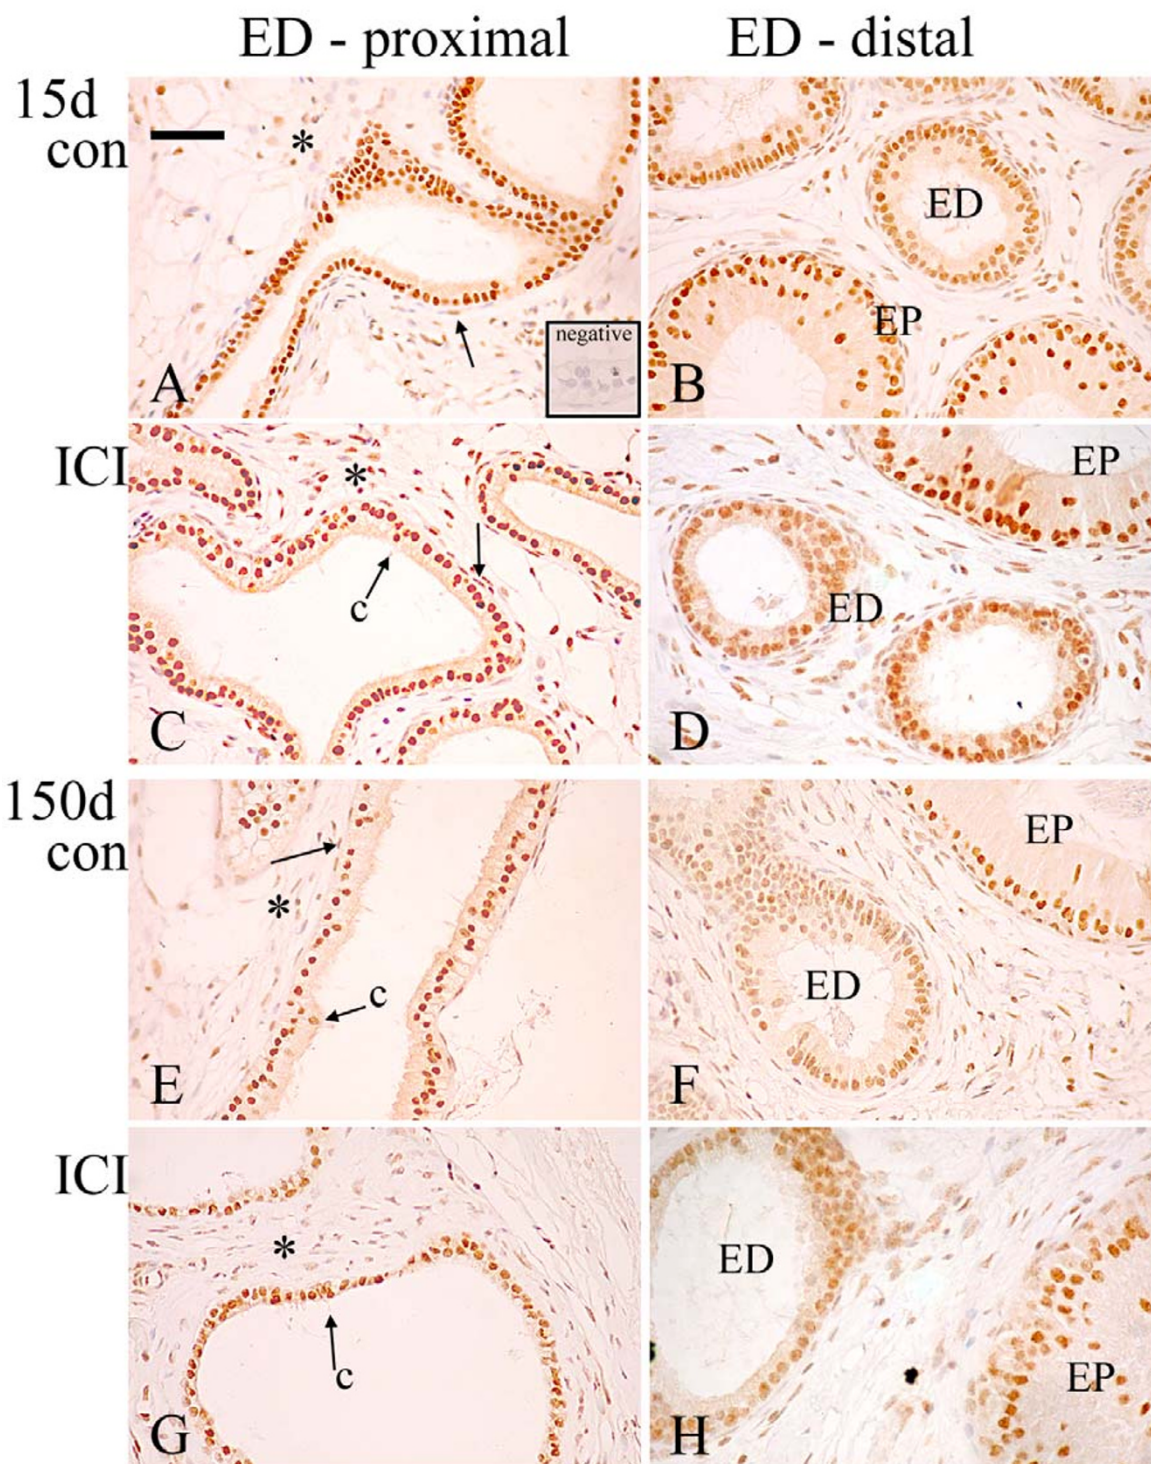 ED - proximal ED - distal
15d
con
*
ED
negative
EP
A
B
ICI
*
EP
c
ED
C
D
150d
con
EP
*
c
ED
E
F
ICI
*
ED
c
EP
G
H